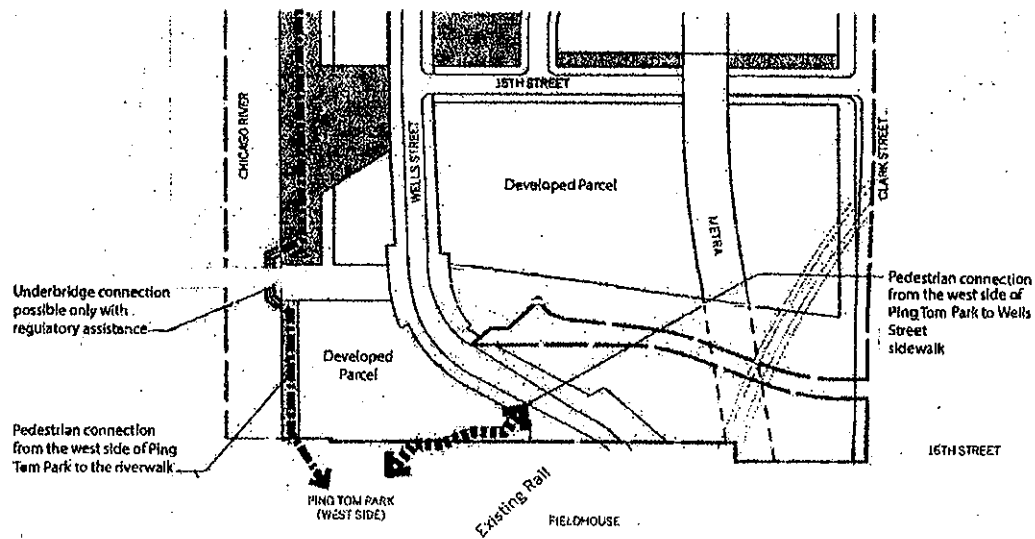 15TH STREET
CHICAGO RIVER
WELLS STREET
CLARK STREET
Developed Parcel
METRA
Underbridge connection
possible only with
regulatory assistance
Pedestrian connection
from the west side of
Ping Tom Park to Wells
Street
sidewalk
Developed
Parcel
Pedestrian connection
from the west side of Ping
Tom Park to the riverwalk
16TH STREET
PING TOM PARK
(WEST SIDE)
Existing Rail
FIELDHOUSE